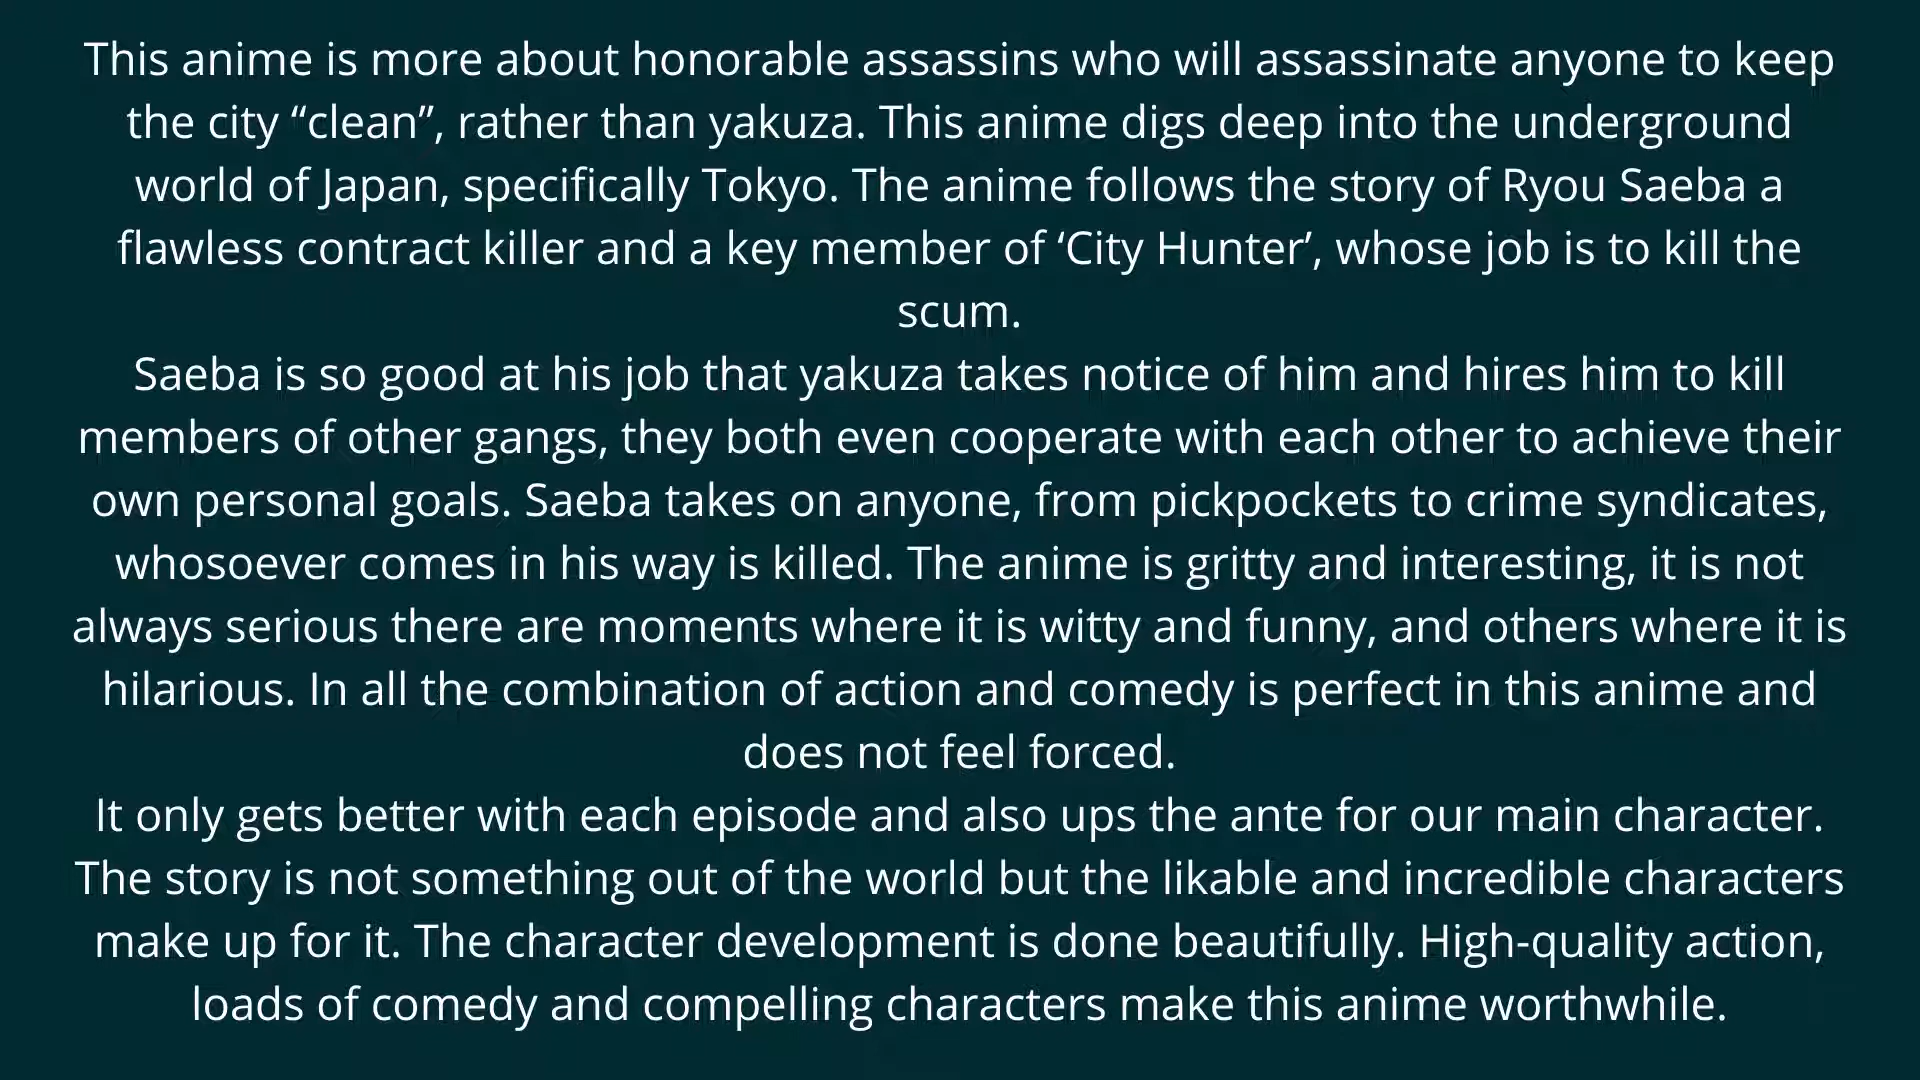 This anime is more about honorable assassins who will assassinate anyone to keep
the city “clean”, rather than yakuza. This anime digs deep into the underground
world of Japan, specifically Tokyo. The anime follows the story of Ryou Saeba a
flawless contract killer and a key member of ‘City Hunter’, whose job is to kill the
scum.
Saeba is so good at his job that yakuza takes notice of him and hires him to kill
members of other gangs, they both even cooperate with each other to achieve their
own personal goals. Saeba takes on anyone, from pickpockets to crime syndicates,
whosoever comes in his way is killed. The anime is gritty and interesting, it is not
always serious there are moments where it is witty and funny, and others where it is
hilarious. In all the combination of action and comedy is perfect in this anime and
does not feel forced.
It only gets better with each episode and also ups the ante for our main character.
The story is not something out of the world but the likable and incredible characters
make up for it. The character development is done beautifully. High-quality action,
loads of comedy and compelling characters make this anime worthwhile.